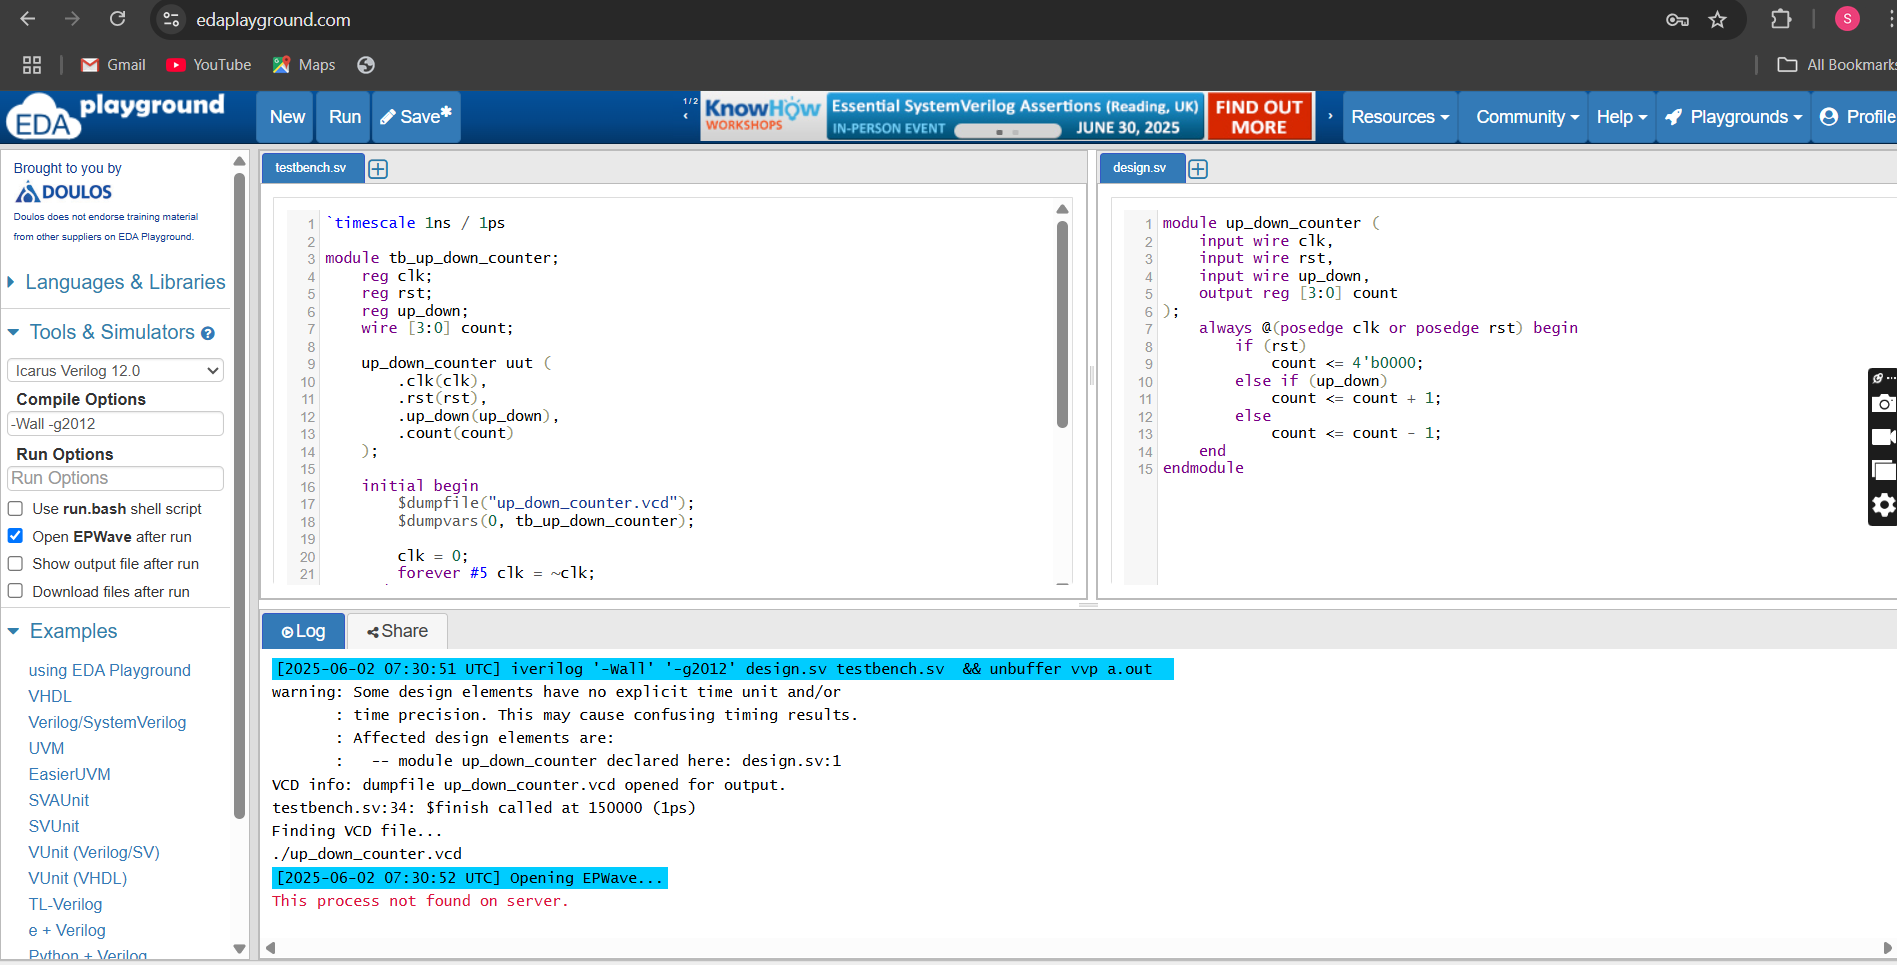 edaplayground.com
S
Gmail
YouTube
Maps
All Bookmarks
EDA playground
New
Run
Save*
1/2
KnowHow WORKSHOPS
Essential SystemVerilog Assertions (Reading, UK)
IN-PERSON EVENT
JUNE 30, 2025
FIND OUT MORE
Resources
Community
Help
Playgrounds
Profile
Brought to you by
DOULOS
Doulos does not endorse training material
from other suppliers on EDA Playground.
Languages & Libraries
Tools & Simulators ?
Icarus Verilog 12.0
Compile Options
-Wall -g2012
Run Options
Run Options
Use run.bash shell script
Open EPWave after run
Show output file after run
Download files after run
Examples
using EDA Playground
VHDL
Verilog/SystemVerilog
UVM
EasierUVM
SVAUnit
SVUnit
VUnit (Verilog/SV)
VUnit (VHDL)
TL-Verilog
e + Verilog
Python + Verilog
testbench.sv
1 `timescale 1ns / 1ps
2
3 module tb_up_down_counter;
4     reg clk;
5     reg rst;
6     reg up_down;
7     wire [3:0] count;
8
9     up_down_counter uut (
10         .clk(clk),
11         .rst(rst),
12         .up_down(up_down),
13         .count(count)
14     );
15
16     initial begin
17         $dumpfile("up_down_counter.vcd");
18         $dumpvars(0, tb_up_down_counter);
19
20         clk = 0;
21         forever #5 clk = ~clk;
design.sv
1 module up_down_counter (
2     input wire clk,
3     input wire rst,
4     input wire up_down,
5     output reg [3:0] count
6 );
7     always @(posedge clk or posedge rst) begin
8         if (rst)
9             count <= 4'b0000;
10         else if (up_down)
11             count <= count + 1;
12         else
13             count <= count - 1;
14     end
15 endmodule
Log
Share
[2025-06-02 07:30:51 UTC] iverilog '-Wall' '-g2012' design.sv testbench.sv  && unbuffer vvp a.out
warning: Some design elements have no explicit time unit and/or
       : time precision. This may cause confusing timing results.
       : Affected design elements are:
       :   -- module up_down_counter declared here: design.sv:1
VCD info: dumpfile up_down_counter.vcd opened for output.
testbench.sv:34: $finish called at 150000 (1ps)
Finding VCD file...
./up_down_counter.vcd
[2025-06-02 07:30:52 UTC] Opening EPWave...
This process not found on server.